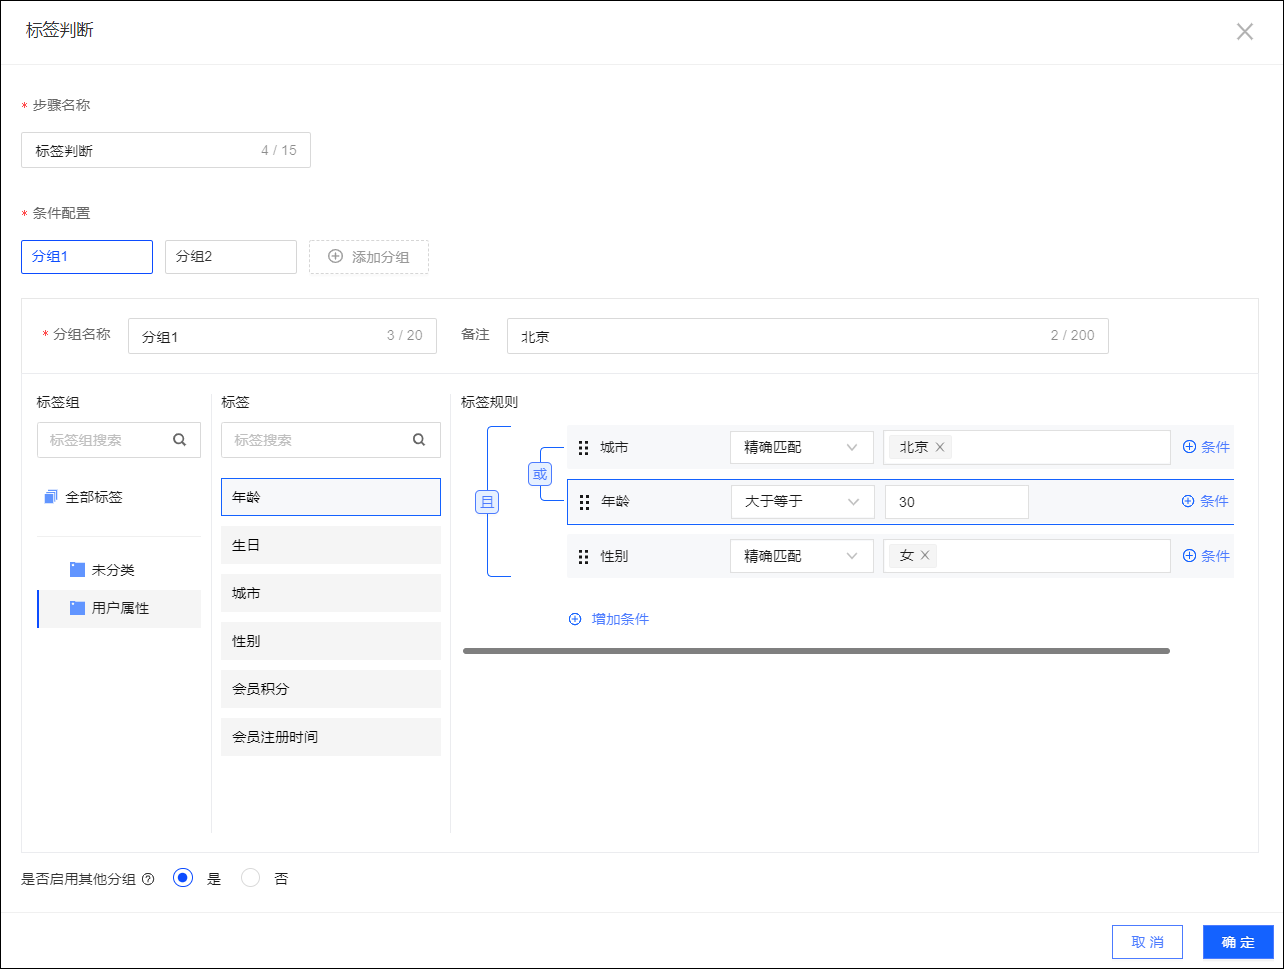 标签判断
* 步骤名称
标签判断 4 / 15
* 条件配置
分组1 分组2 添加分组
* 分组名称 分组1 3 / 20 备注 北京 2 / 200
标签组 标签 标签规则
标签组搜索 标签搜索
城市 精确匹配 北京 条件
或
全部标签 年龄 且 年龄 大于等于 30 条件
生日 性别 精确匹配 女 条件
未分类
城市
用户属性
增加条件
性别
会员积分
会员注册时间
是否启用其他分组 是 否
取 消 确 定